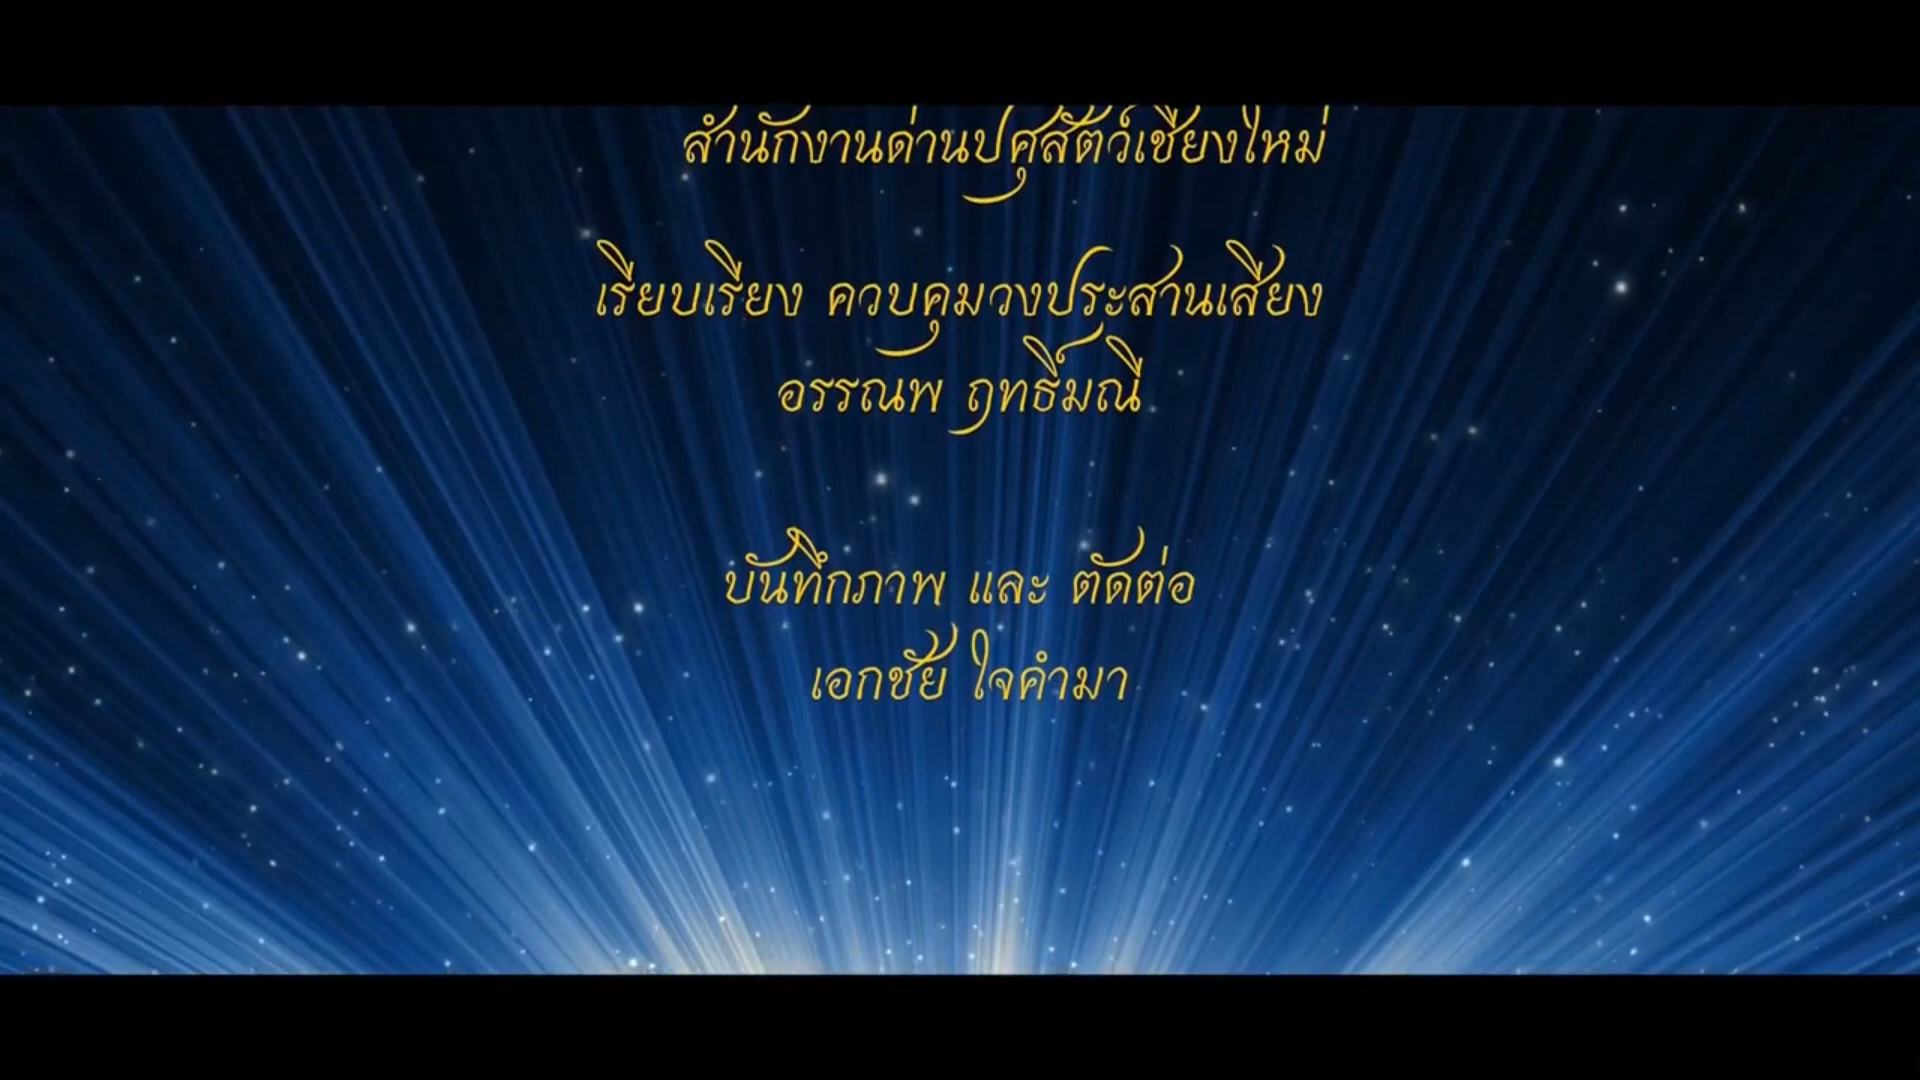 สำนักงานด่านปศุสัตว์เชียงใหม่
เรียบเรียง ควบคุมวงประสานเสียง
อรรณพ ฤทธิ์มณี
บันทึกภาพ และ ตัดต่อ
เอกชัย ใจคำมา